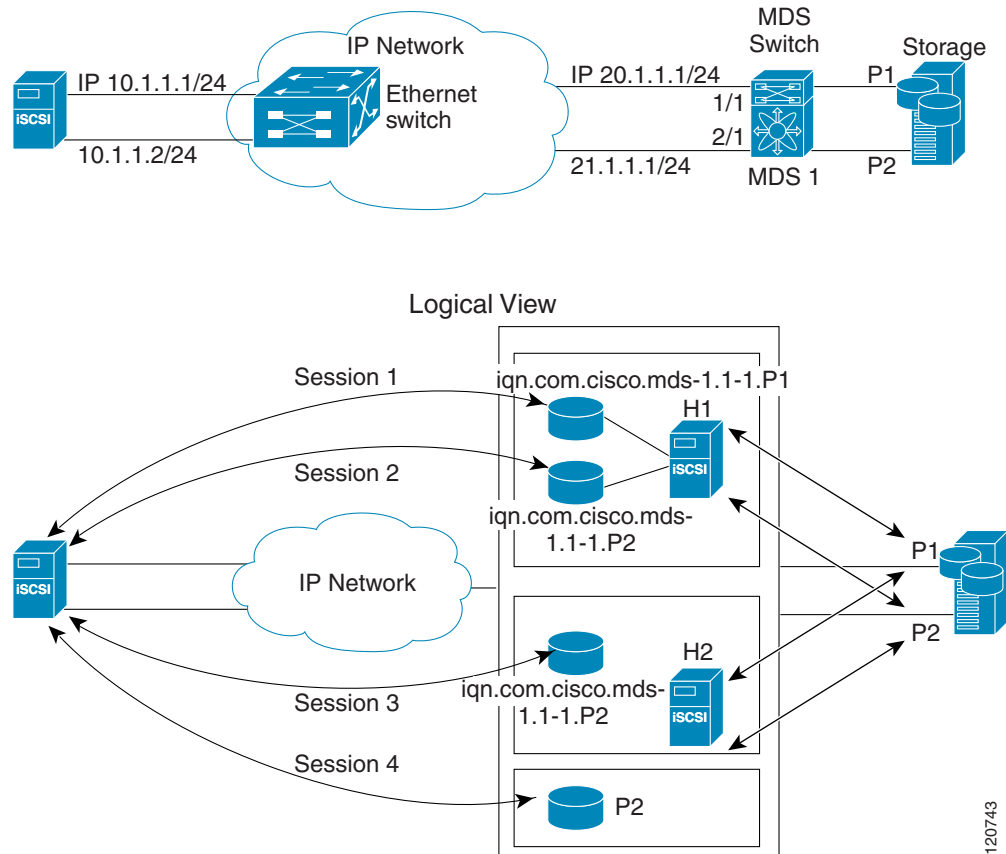 MDS
Switch
Storage
IP Network
IP 10.1.1.1/24
IP 20.1.1.1/24
P1
Ethernet
switch
1/1
iSCSI
2/1
10.1.1.2/24
21.1.1.1/24
MDS 1
P2
Logical View
Session 1
iqn.com.cisco.mds-1.1-1.P1
H1
Session 2
iSCSI
iqn.com.cisco.mds-
1.1-1.P2
P1
iSCSI
IP Network
P2
H2
Session 3
iqn.com.cisco.mds-
1.1-1.P2
iSCSI
Session 4
P2
120743